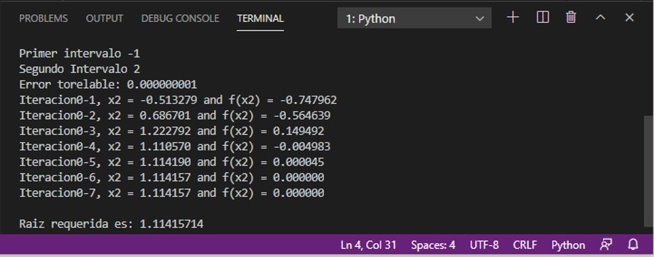 PROBLEMS OUTPUT DEBUG CONSOLE TERMINAL 1: Python
Primer intervalo -1
Segundo Intervalo 2
Error torelable: 0.000000001
Iteracion0-1, x2 = -0.513279 and f(x2) = -0.747962
Iteracion0-2, x2 = 0.686701 and f(x2) = -0.564639
Iteracion0-3, x2 = 1.222792 and f(x2) = 0.149492
Iteracion0-4, x2 = 1.110570 and f(x2) = -0.004983
Iteracion0-5, x2 = 1.114190 and f(x2) = 0.000045
Iteracion0-6, x2 = 1.114157 and f(x2) = 0.000000
Iteracion0-7, x2 = 1.114157 and f(x2) = 0.000000
Raiz requerida es: 1.11415714
Ln 4, Col 31 Spaces: 4 UTF-8 CRLF Python